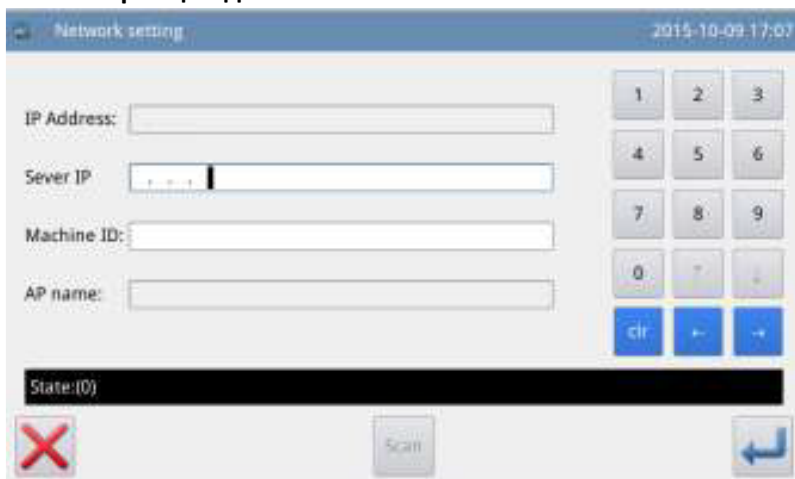 Network setting 2015-10-09 17:07
1 2 3
IP Address:
4 5 6
Sever IP . . .
7 8 9
Machine ID:
0
AP name:
clr ← →
State:(0)
Scan